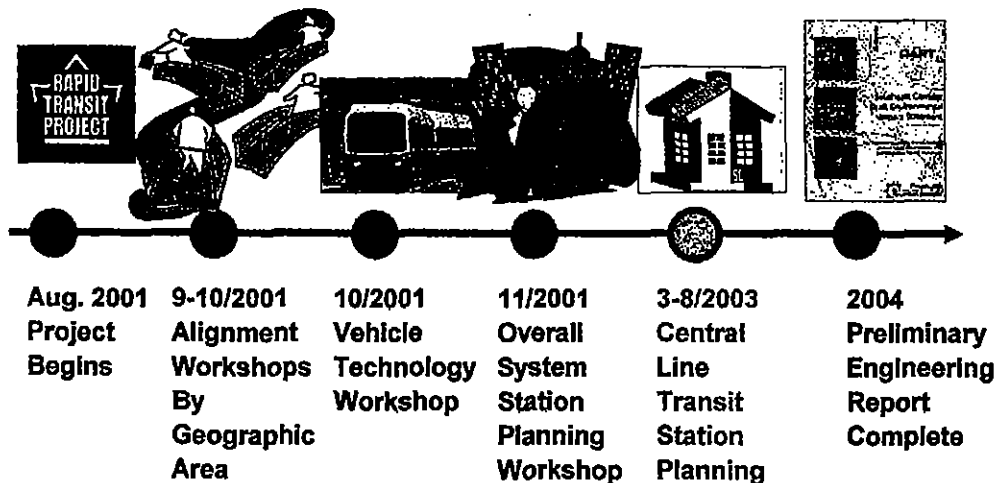 RAPID
TRANSIT
PROJECT
Aug. 2001
Project
Begins
9-10/2001
Alignment
Workshops
By
Geographic
Area
10/2001
Vehicle
Technology
Workshop
11/2001
Overall
System
Station
Planning
Workshop
3-8/2003
Central
Line
Transit
Station
Planning
2004
Preliminary
Engineering
Report
Complete